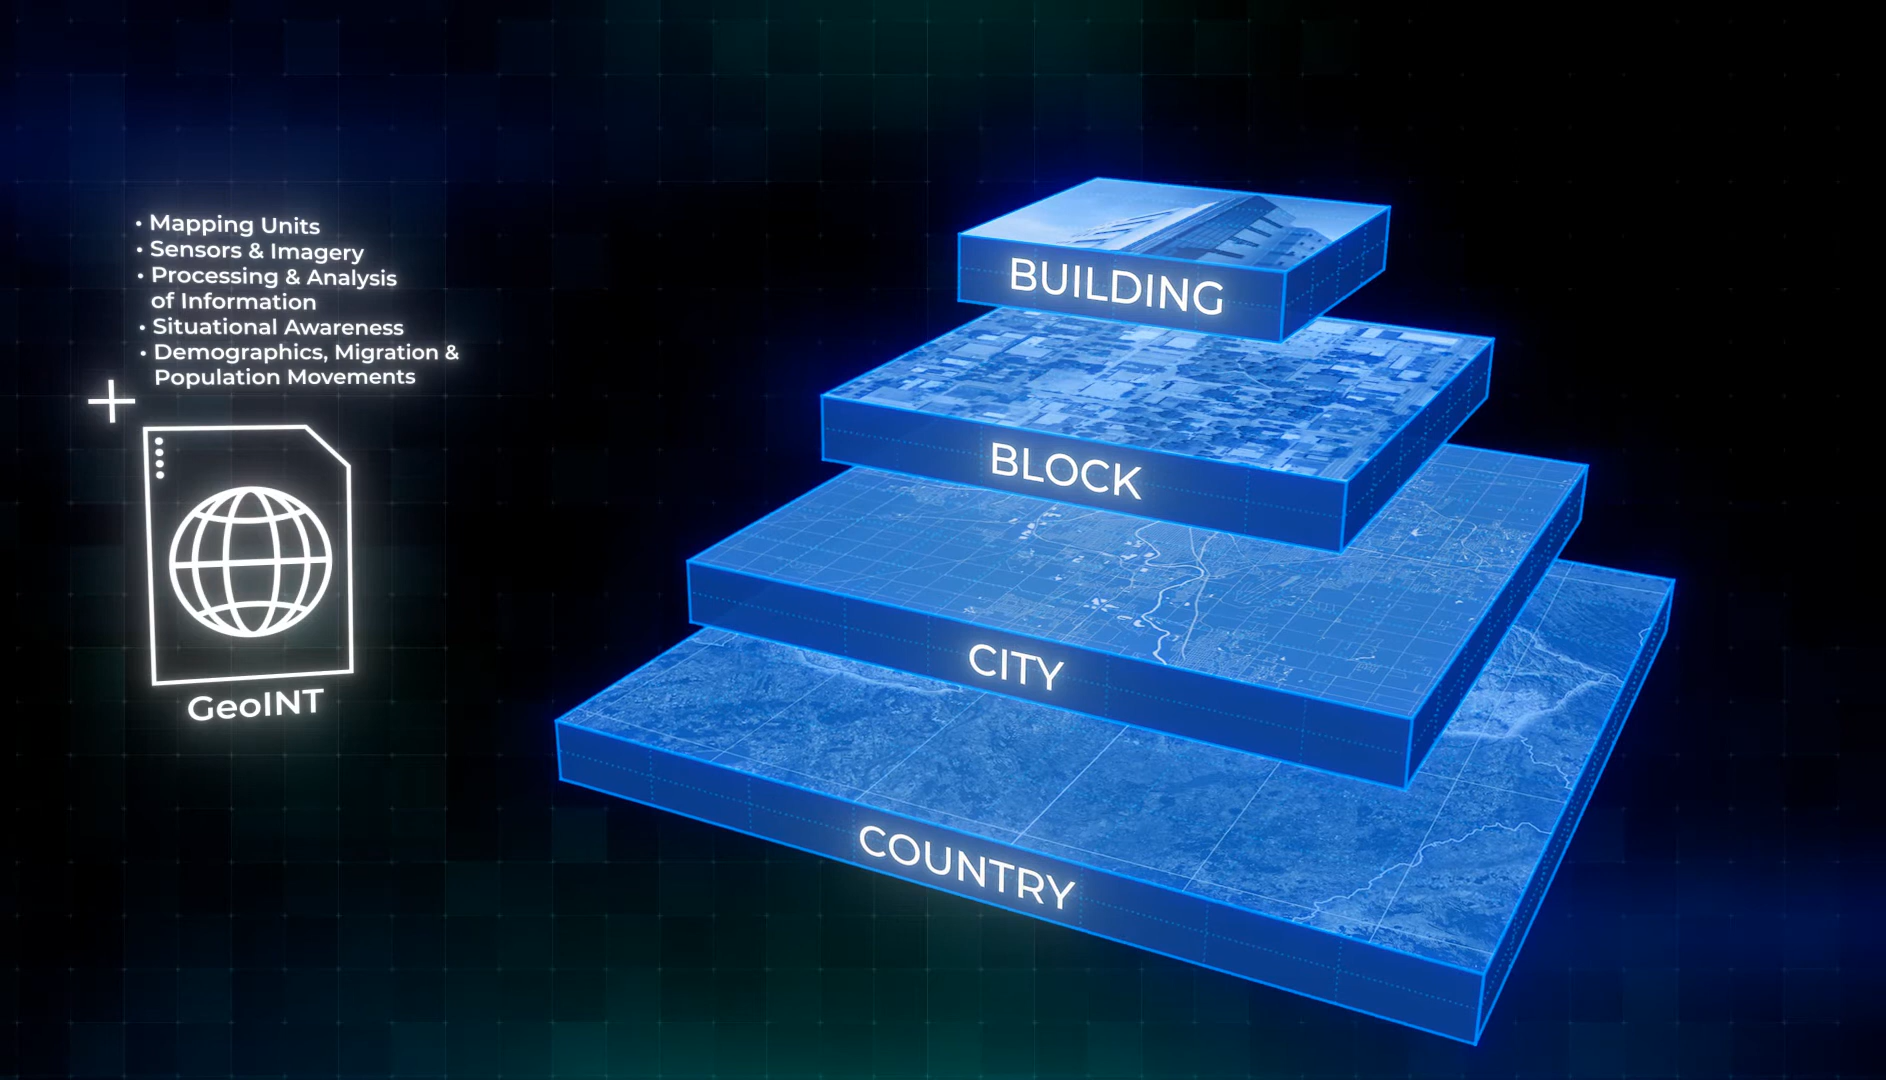 • Mapping Units
• Sensors & Imagery
• Processing & Analysis
of Information
• Situational Awareness
• Demographics, Migration &
Population Movements
GeoINT
BUILDING
BLOCK
CITY
COUNTRY